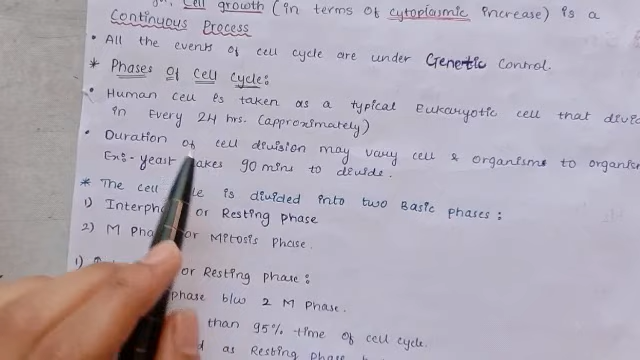 Cell growth (in terms of cytoplasmic increase) is a
Continuous Process
• All the events of cell cycle are under Genetic Control.
* Phases Of Cell Cycle:
• Human cell is taken as a typical Eukaryotic cell that divid
in Every 24 hrs. (approximately)
• Duration of cell division may vary cell & organism to organism
Ex:- yeast takes 90 mins to divide.
* The cell is divided into two Basic phases:
1) Interph or Resting phase
2) M Pha or Mitosis Phase.
1) or Resting phase:
phase b/w 2 M Phase.
than 95% time of cell cycle.
as Resting phase